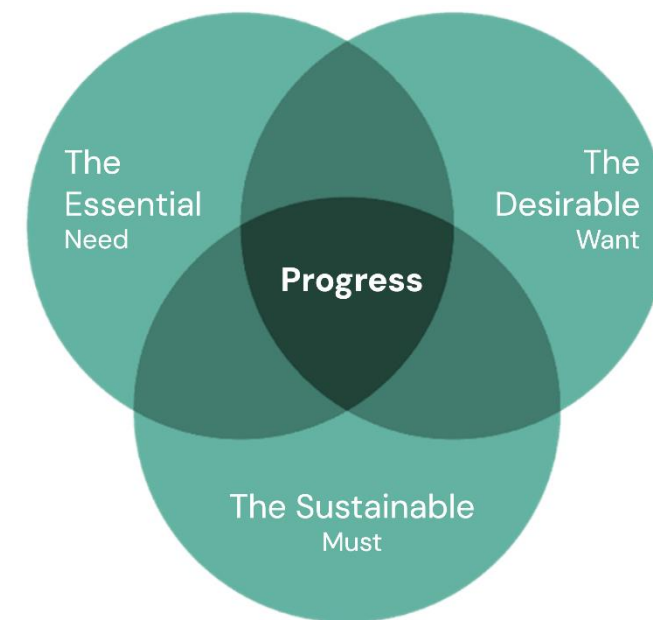 The
Essential
Need
The
Desirable
Want
Progress
The Sustainable
Must